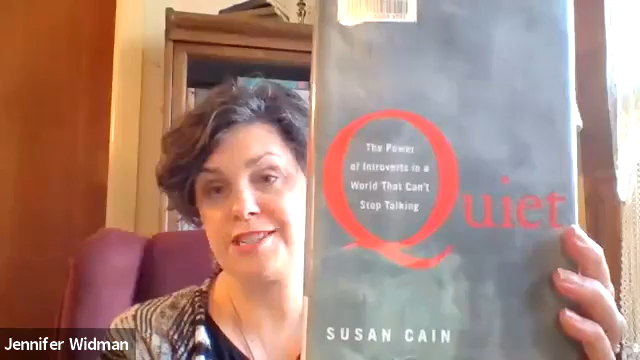 Quiet
The Power
of Introverts in a
World That Can't
Stop Talking
SUSAN CAIN
Jennifer Widman